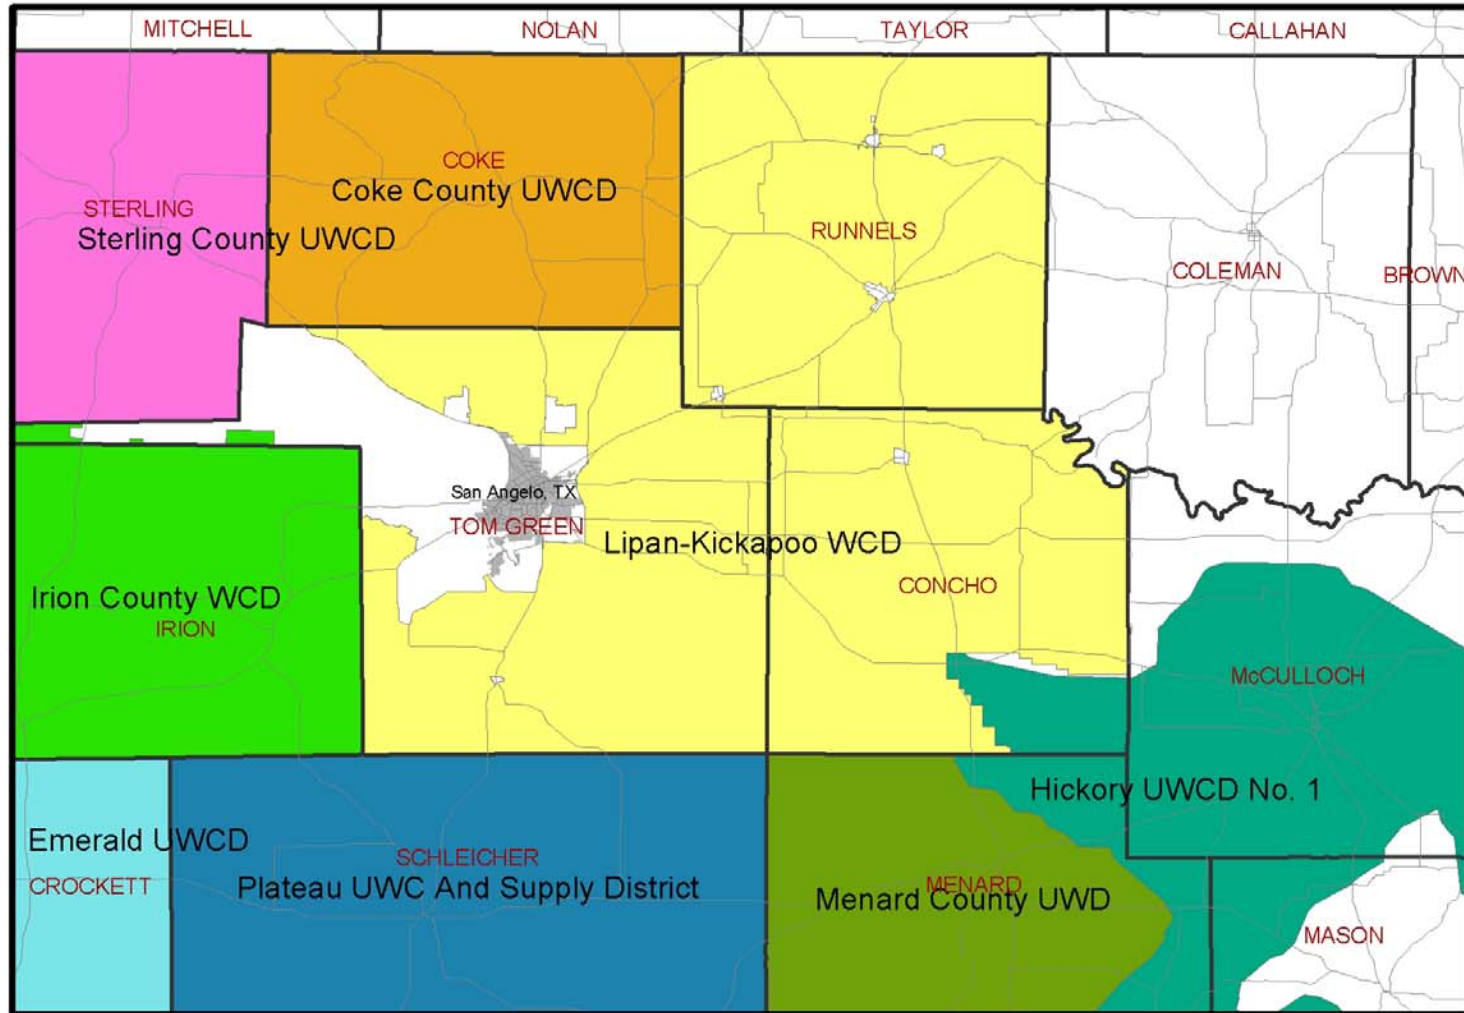 MITCHELL
NOLAN
TAYLOR
CALLAHAN
COKE
Coke County UWCD
STERLING
Sterling County UWCD
RUNNELS
COLEMAN
BROWN
San Angelo, TX
TOM GREEN
Lipan-Kickapoo WCD
CONCHO
Irion County WCD
IRION
McCULLOCH
Hickory UWCD No. 1
Emerald UWCD
CROCKETT
SCHLEICHER
Plateau UWC And Supply District
MENARD
Menard County UWD
MASON